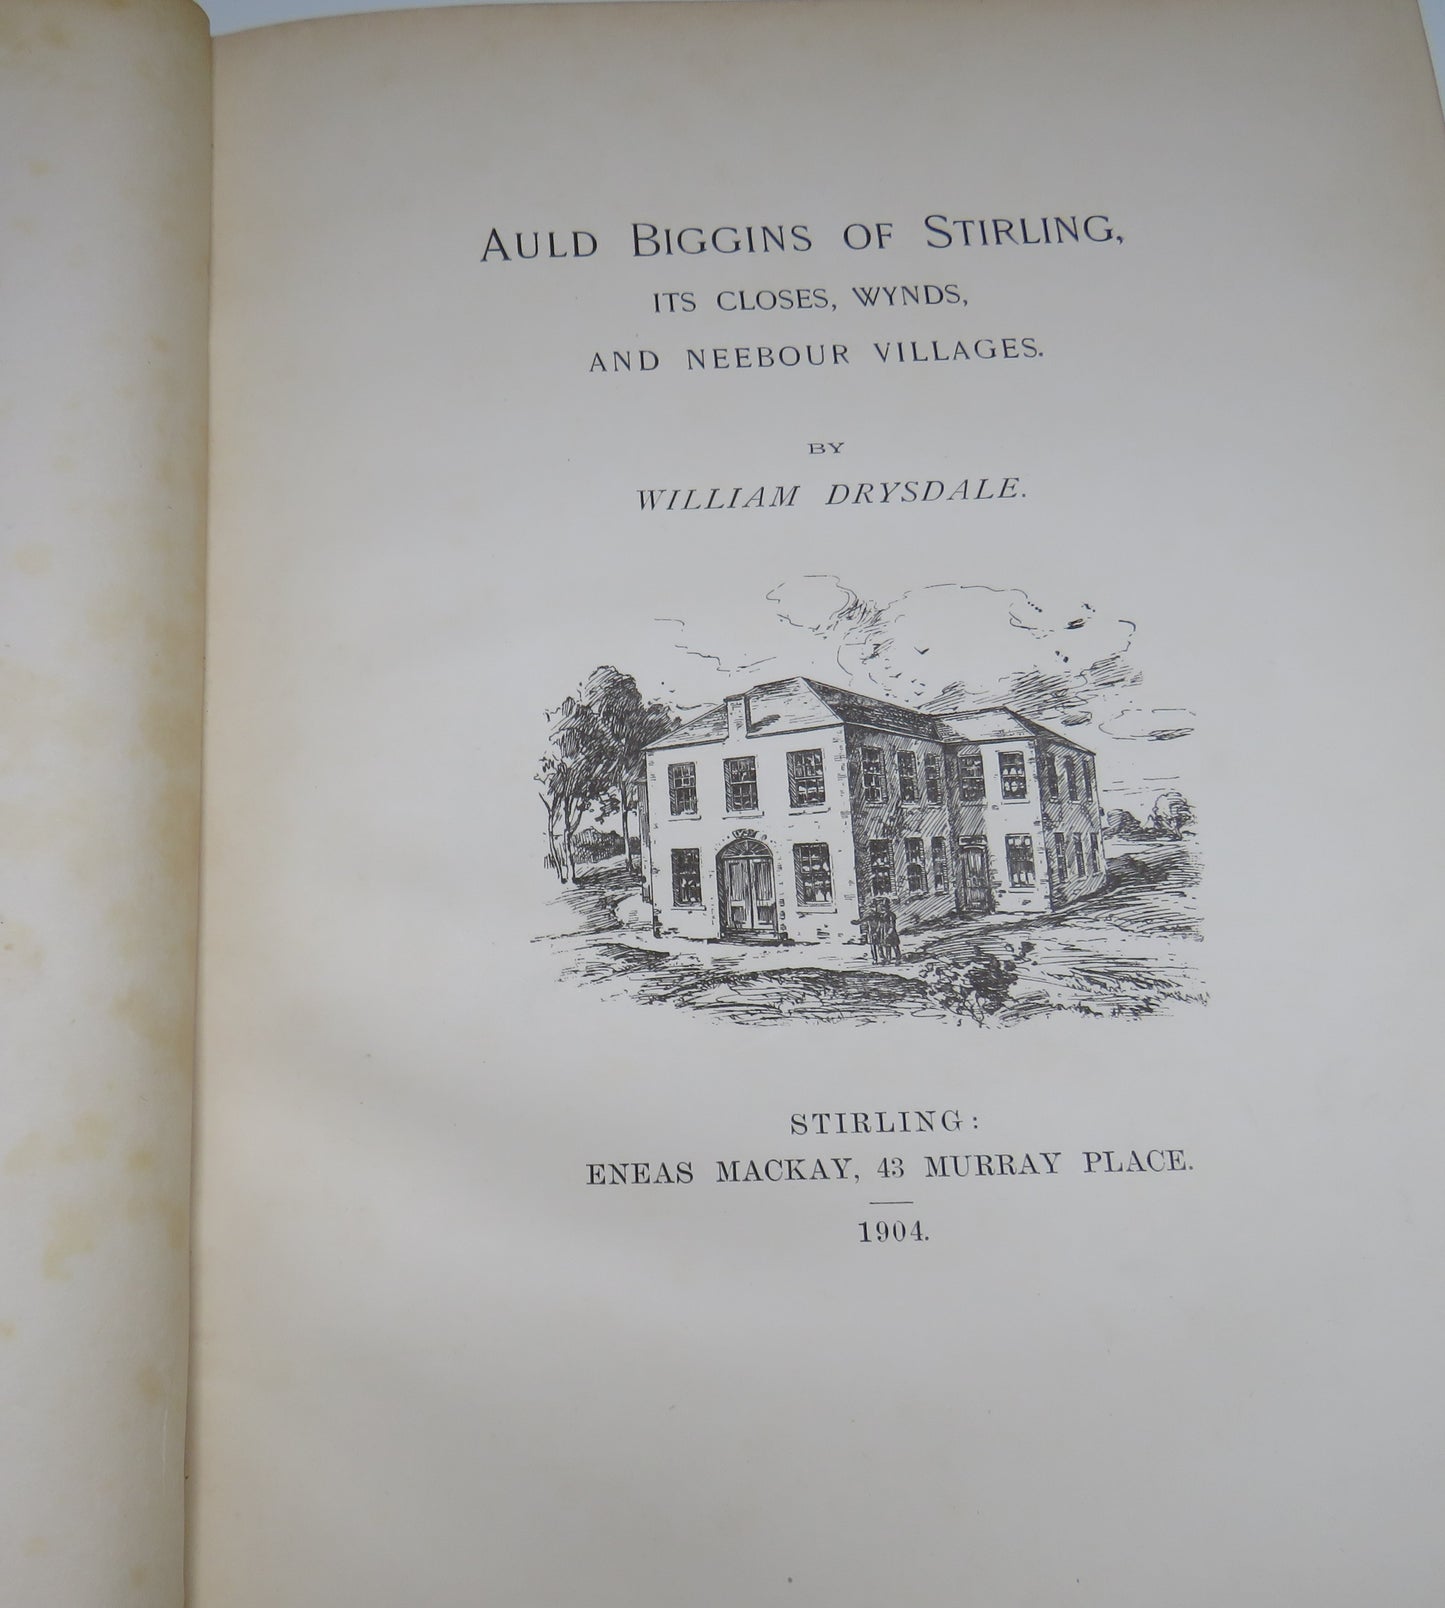 AULD BIGGINS OF STIRLING,
ITS CLOSES, WYNDS,
AND NEEBOUR VILLAGES.
BY
WILLIAM DRYSDALE.
STIRLING:
ENEAS MACKAY, 43 MURRAY PLACE.
1904.